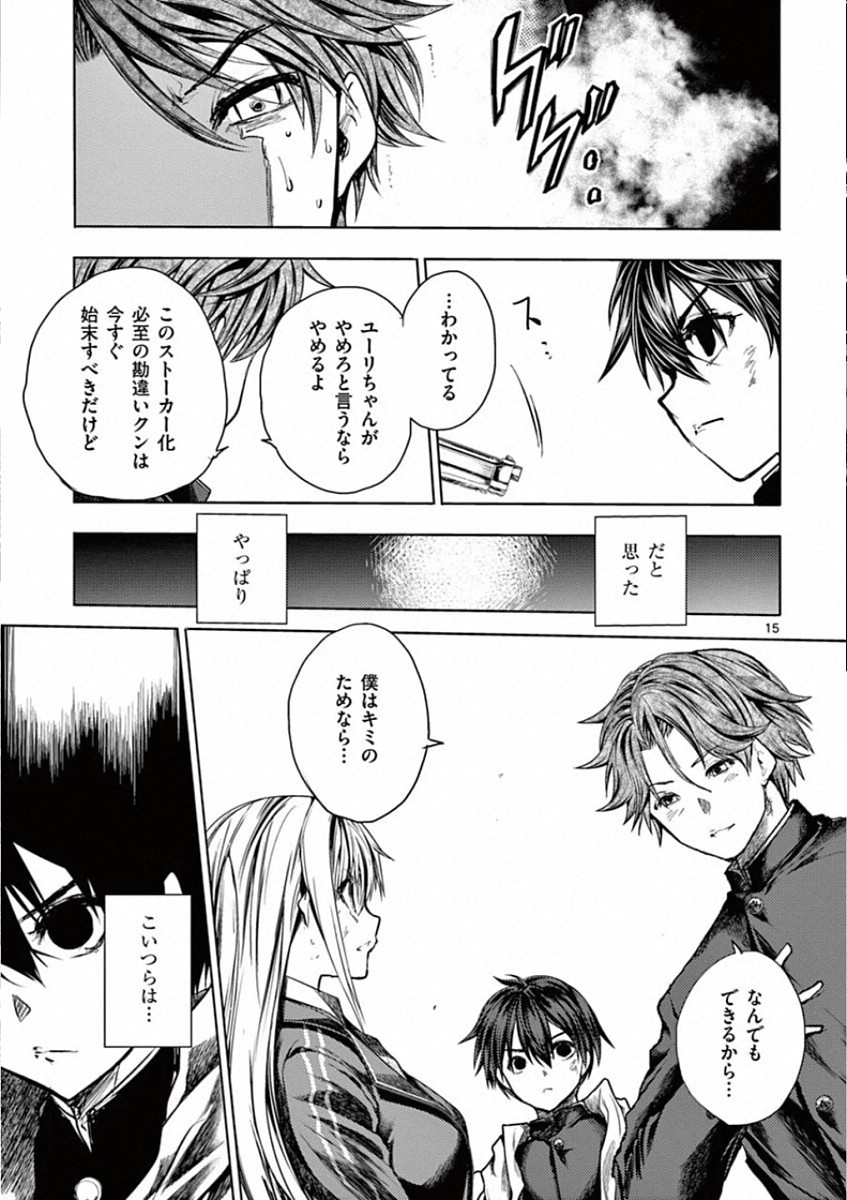 ゾゾ…
…わかってる
スッ
ユーリちゃんが
やめろと言うなら
やめるよ
このストーカー化
必至の勘違いクンは
今すぐ
始末すべきだけど
だと
思った
やっぱり
15
僕はキミの
ためなら…
なんでも
できるから…
こいつらは…